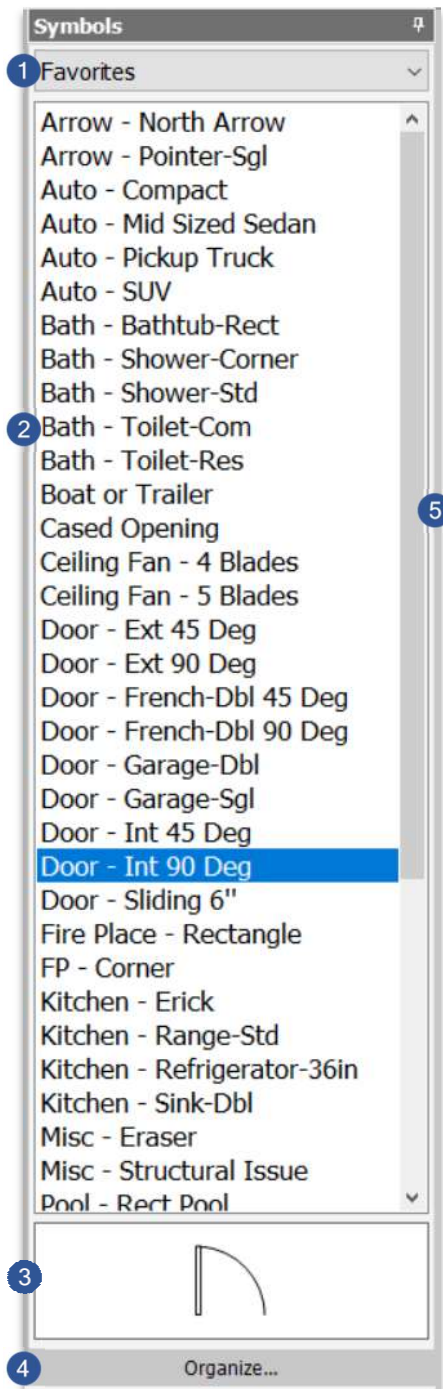 Symbols
1 Favorites
Arrow - North Arrow
Arrow - Pointer-Sgl
Auto - Compact
Auto - Mid Sized Sedan
Auto - Pickup Truck
Auto - SUV
Bath - Bathtub-Rect
Bath - Shower-Corner
Bath - Shower-Std
2 Bath - Toilet-Com
Bath - Toilet-Res
Boat or Trailer
5
Cased Opening
Ceiling Fan - 4 Blades
Ceiling Fan - 5 Blades
Door - Ext 45 Deg
Door - Ext 90 Deg
Door - French-Dbl 45 Deg
Door - French-Dbl 90 Deg
Door - Garage-Dbl
Door - Garage-Sgl
Door - Int 45 Deg
Door - Int 90 Deg
Door - Sliding 6"
Fire Place - Rectangle
FP - Corner
Kitchen - Erick
Kitchen - Range-Std
Kitchen - Refrigerator-36in
Kitchen - Sink-Dbl
Misc - Eraser
Misc - Structural Issue
Pool - Rect Pool
3
4 Organize...